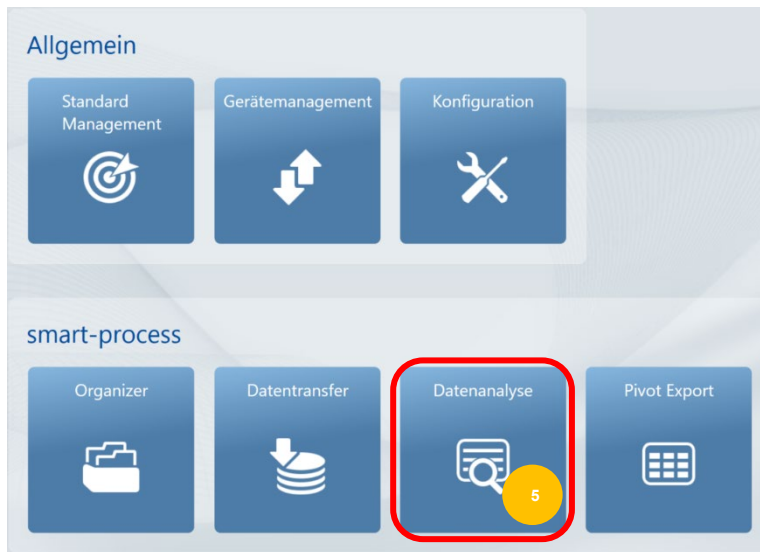 Allgemein
Standard
Management
Gerätemanagement
Konfiguration
smart-process
Organizer
Datentransfer
Datenanalyse
Pivot Export
5